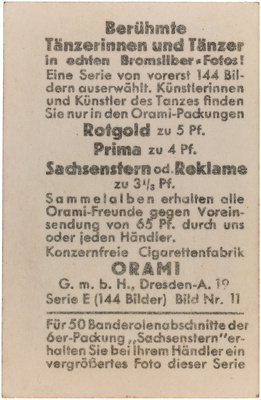 Berühmte
Tänzerinnen und Tänzer
in echten Bromsilber-Fotos!
Eine Serie von vorerst 144 Bil-
dern auserwählt. Künstlerinnen
und Künstler des Tanzes finden
Sie nur in den Orami-Packungen
Rotgold zu 5 Pf.
Prima zu 4 Pf.
Sachsenstern od. Reklame
zu 3⅓ Pf.
Sammelalben erhalten alle
Orami-Freunde gegen Vorein-
sendung von 65 Pf. durch uns
oder jeden Händler.
Konzernfreie Cigarettenfabrik
ORAMI
G. m. b. H., Dresden-A. 19
Serie E (144 Bilder) Bild Nr. 11
Für 50 Banderolenabschnitte der
6er-Packung „Sachsenstern" er-
halten Sie bei Ihrem Händler ein
vergrößertes Foto dieser Serie